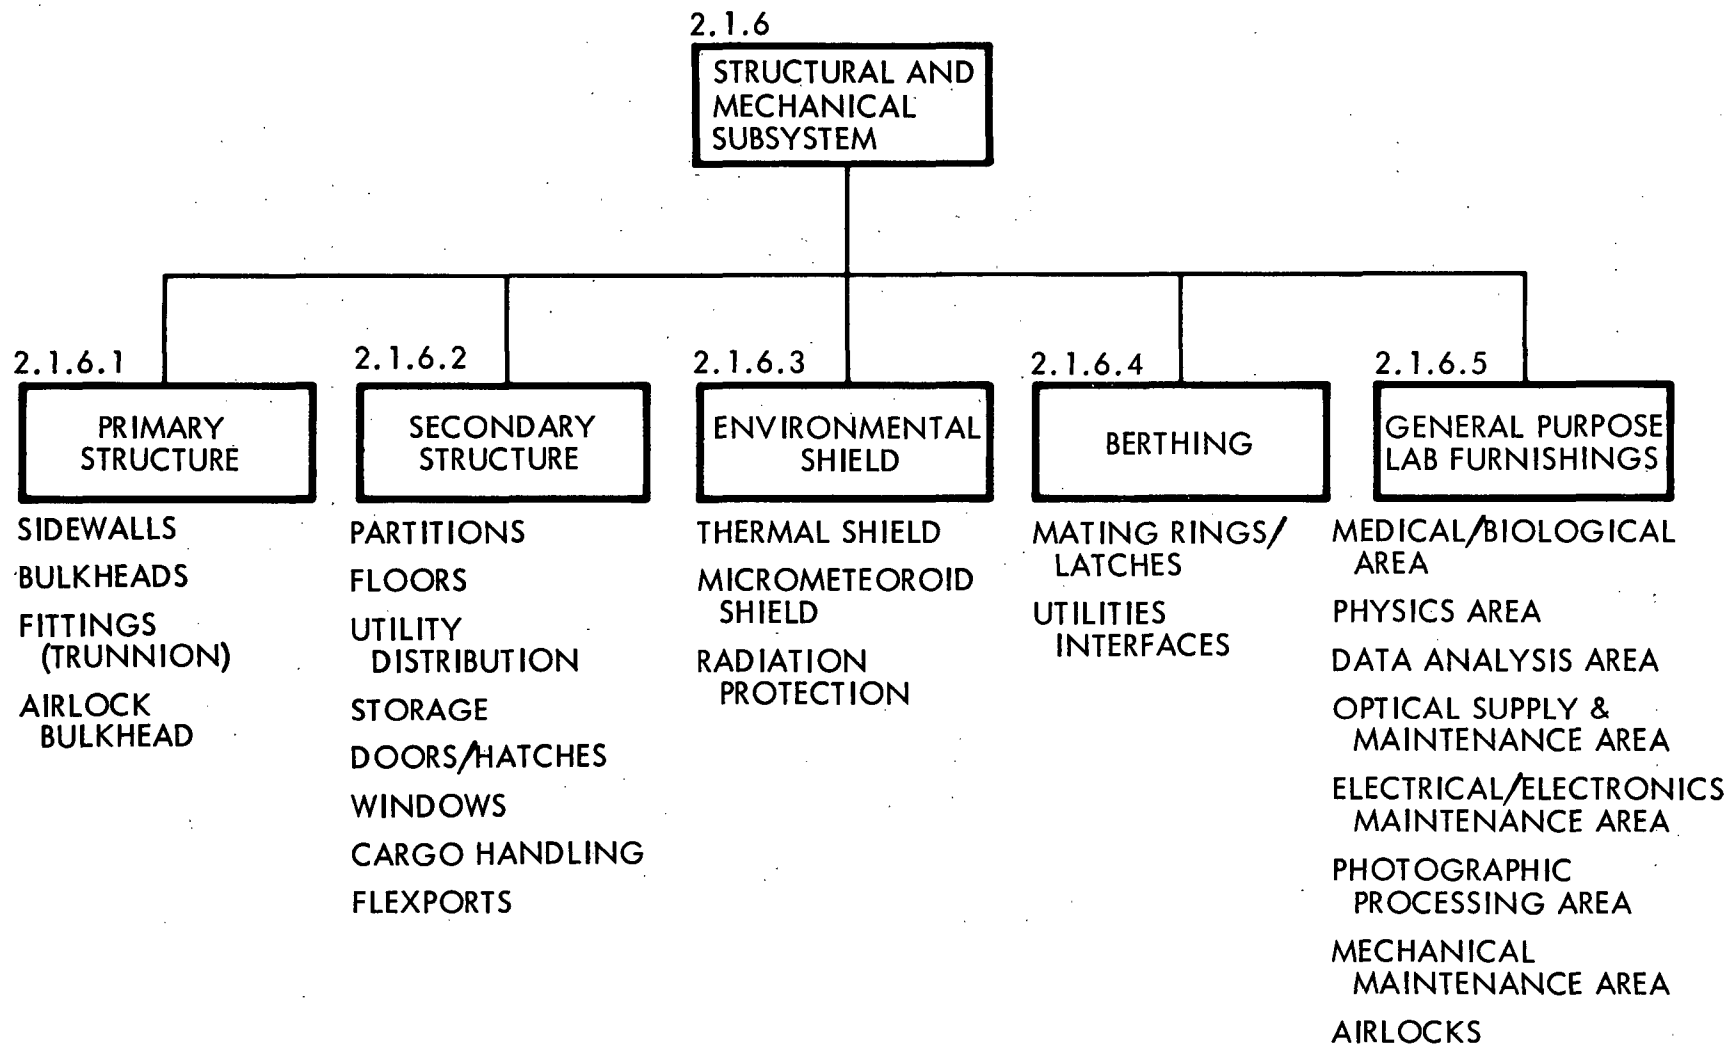 2.1.6
STRUCTURAL AND
MECHANICAL
SUBSYSTEM
2.1.6.1
PRIMARY
STRUCTURE
SIDEWALLS
BULKHEADS
FITTINGS
(TRUNNION)
AIRLOCK
BULKHEAD
2.1.6.2
SECONDARY
STRUCTURE
PARTITIONS
FLOORS
UTILITY
DISTRIBUTION
STORAGE
DOORS/HATCHES
WINDOWS
CARGO HANDLING
FLEXPORTS
2.1.6.3
ENVIRONMENTAL
SHIELD
THERMAL SHIELD
MICROMETEOROID
SHIELD
RADIATION
PROTECTION
2.1.6.4
BERTHING
MATING RINGS/
LATCHES
UTILITIES
INTERFACES
2.1.6.5
GENERAL PURPOSE
LAB FURNISHINGS
MEDICAL/BIOLOGICAL
AREA
PHYSICS AREA
DATA ANALYSIS AREA
OPTICAL SUPPLY &
MAINTENANCE AREA
ELECTRICAL/ELECTRONICS
MAINTENANCE AREA
PHOTOGRAPHIC
PROCESSING AREA
MECHANICAL
MAINTENANCE AREA
AIRLOCKS